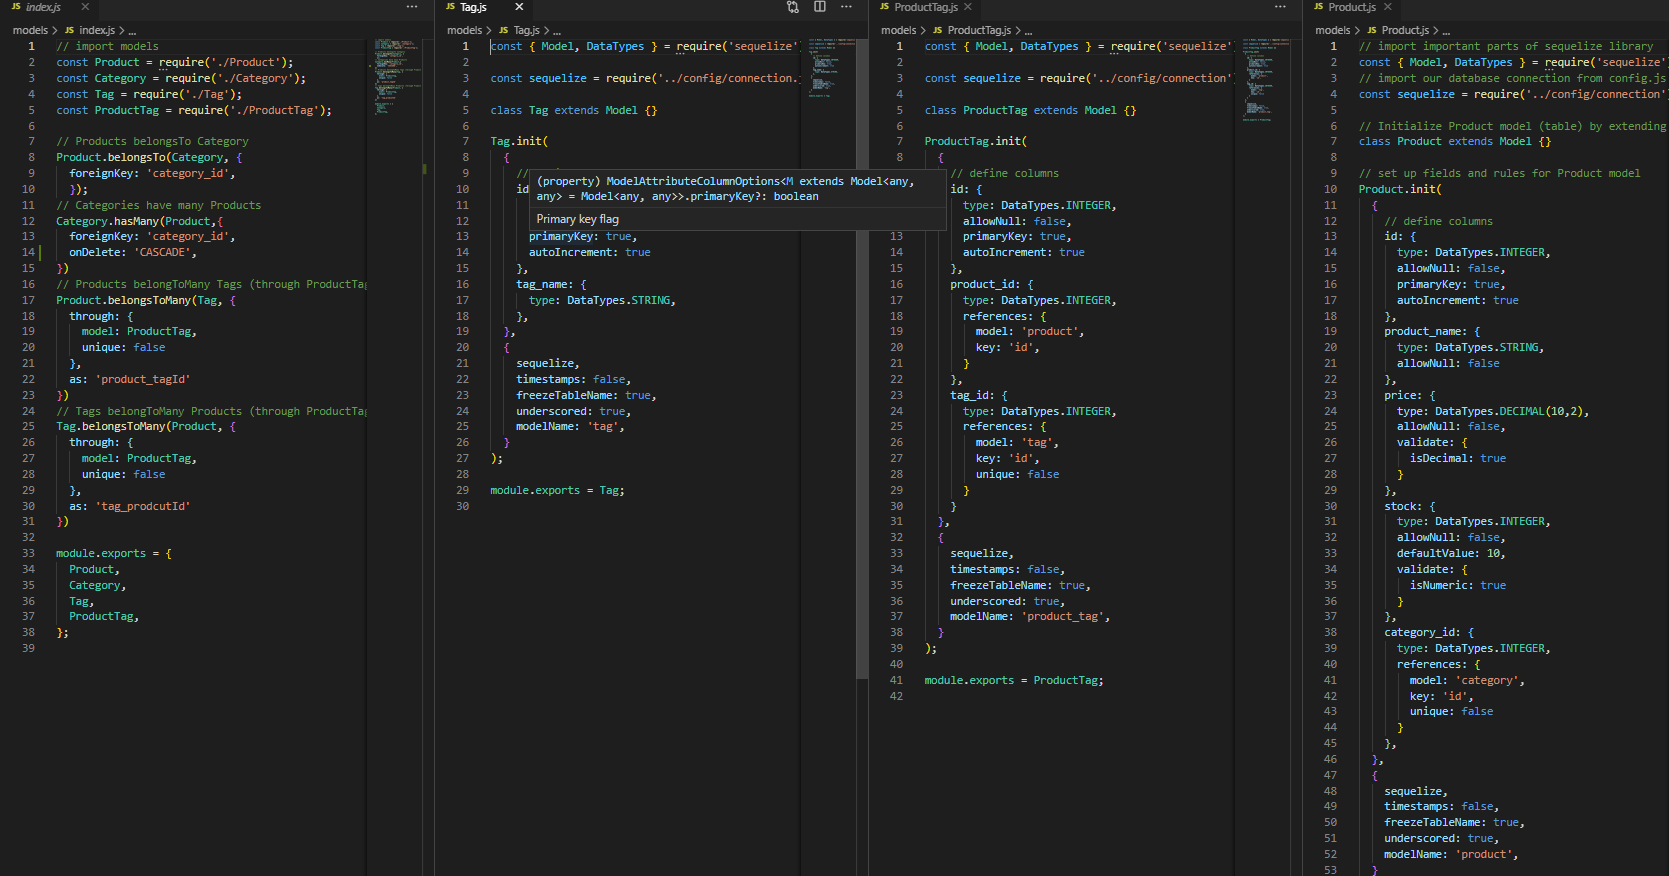 JS index.js ×
models > JS index.js > ...
1 // import models
2 const Product = require('./Product');
3 const Category = require('./Category');
4 const Tag = require('./Tag');
5 const ProductTag = require('./ProductTag');
6
7 // Products belongsTo Category
8 Product.belongsTo(Category, {
9 foreignKey: 'category_id',
10 });
11 // Categories have many Products
12 Category.hasMany(Product,{
13 foreignKey: 'category_id',
14 onDelete: 'CASCADE',
15 })
16 // Products belongToMany Tags (through ProductTag
17 Product.belongsToMany(Tag, {
18 through: {
19 model: ProductTag,
20 unique: false
21 },
22 as: 'product_tagId'
23 })
24 // Tags belongToMany Products (through ProductTag
25 Tag.belongsToMany(Product, {
26 through: {
27 model: ProductTag,
28 unique: false
29 },
30 as: 'tag_prodcutId'
31 })
32
33 module.exports = {
34 Product,
35 Category,
36 Tag,
37 ProductTag,
38 };
39
JS Tag.js ×
models > JS Tag.js > ...
1 const { Model, DataTypes } = require('sequelize'
2
3 const sequelize = require('../config/connection.
4
5 class Tag extends Model {}
6
7 Tag.init(
8 {
9 //
10 id
(property) ModelAttributeColumnOptions<M extends Model<any,
any> = Model<any, any>>.primaryKey?: boolean
Primary key flag
11
12
13 primaryKey: true,
14 autoIncrement: true
15 },
16 tag_name: {
17 type: DataTypes.STRING,
18 },
19 },
20 {
21 sequelize,
22 timestamps: false,
23 freezeTableName: true,
24 underscored: true,
25 modelName: 'tag',
26 }
27 );
28
29 module.exports = Tag;
30
JS ProductTag.js ×
models > JS ProductTag.js > ...
1 const { Model, DataTypes } = require('sequelize'
2
3 const sequelize = require('../config/connection'
4
5 class ProductTag extends Model {}
6
7 ProductTag.init(
8 {
// define columns
id: {
type: DataTypes.INTEGER,
allowNull: false,
13 primaryKey: true,
14 autoIncrement: true
15 },
16 product_id: {
17 type: DataTypes.INTEGER,
18 references: {
19 model: 'product',
20 key: 'id',
21 }
22 },
23 tag_id: {
24 type: DataTypes.INTEGER,
25 references: {
26 model: 'tag',
27 key: 'id',
28 unique: false
29 }
30 }
31 },
32 {
33 sequelize,
34 timestamps: false,
35 freezeTableName: true,
36 underscored: true,
37 modelName: 'product_tag',
38 }
39 );
40
41 module.exports = ProductTag;
42
JS Product.js ×
models > JS Product.js > ...
1 // import important parts of sequelize library
2 const { Model, DataTypes } = require('sequelize'
3 // import our database connection from config.js
4 const sequelize = require('../config/connection'
5
6 // Initialize Product model (table) by extending
7 class Product extends Model {}
8
9 // set up fields and rules for Product model
10 Product.init(
11 {
12 // define columns
13 id: {
14 type: DataTypes.INTEGER,
15 allowNull: false,
16 primaryKey: true,
17 autoIncrement: true
18 },
19 product_name: {
20 type: DataTypes.STRING,
21 allowNull: false
22 },
23 price: {
24 type: DataTypes.DECIMAL(10,2),
25 allowNull: false,
26 validate: {
27 isDecimal: true
28 }
29 },
30 stock: {
31 type: DataTypes.INTEGER,
32 allowNull: false,
33 defaultValue: 10,
34 validate: {
35 isNumeric: true
36 }
37 },
38 category_id: {
39 type: DataTypes.INTEGER,
40 references: {
41 model: 'category',
42 key: 'id',
43 unique: false
44 }
45 },
46 },
47 {
48 sequelize,
49 timestamps: false,
50 freezeTableName: true,
51 underscored: true,
52 modelName: 'product',
53 }